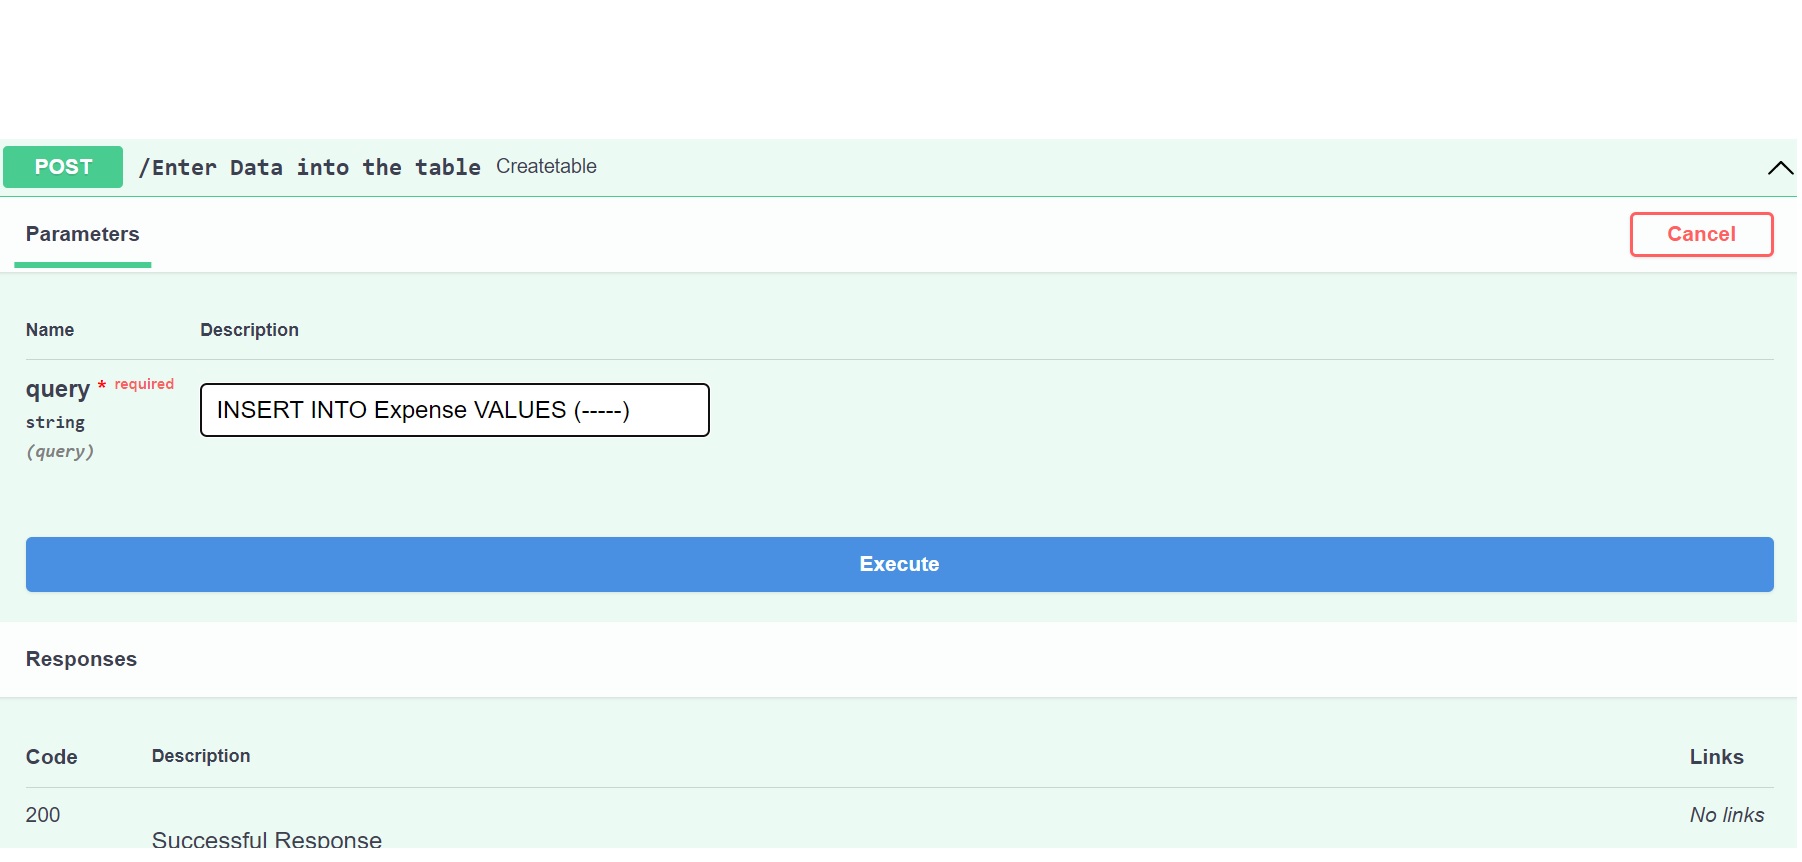 POST /Enter Data into the table Createtable
Parameters
Cancel
Name Description
query * required
string
(query)
INSERT INTO Expense VALUES (-----)
Execute
Responses
Code Description Links
200 No links
Successful Response